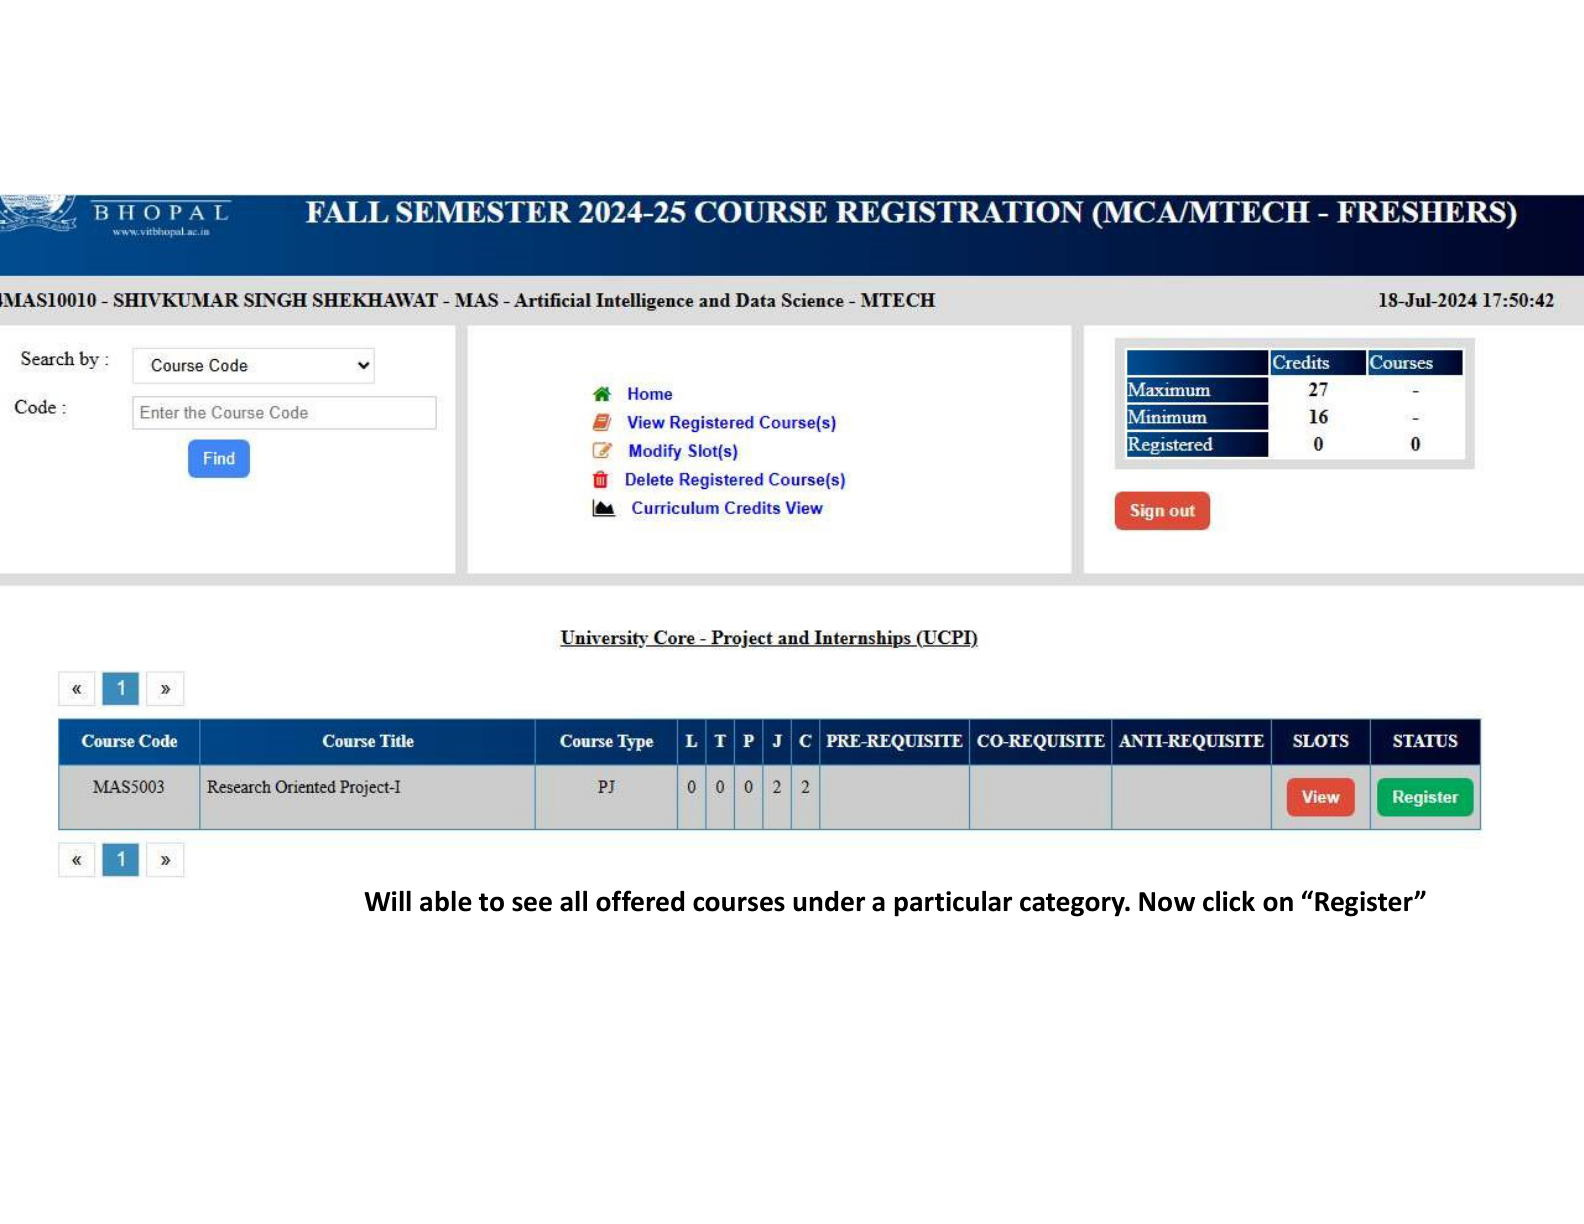 BHOPAL
www.vitbhopal.ac.in
FALL SEMESTER 2024-25 COURSE REGISTRATION (MCA/MTECH - FRESHERS)
MAS10010 - SHIVKUMAR SINGH SHEKHAWAT - MAS - Artificial Intelligence and Data Science - MTECH 18-Jul-2024 17:50:42
Search by : Course Code
Code : Enter the Course Code
Find
Home
View Registered Course(s)
Modify Slot(s)
Delete Registered Course(s)
Curriculum Credits View
Credits Courses
Maximum 27 -
Minimum 16 -
Registered 0 0
Sign out
University Core - Project and Internships (UCPI)
« 1 »
Course Code Course Title Course Type L T P J C PRE-REQUISITE CO-REQUISITE ANTI-REQUISITE SLOTS STATUS
MAS5003 Research Oriented Project-I PJ 0 0 0 2 2 View Register
« 1 »
Will able to see all offered courses under a particular category. Now click on “Register”